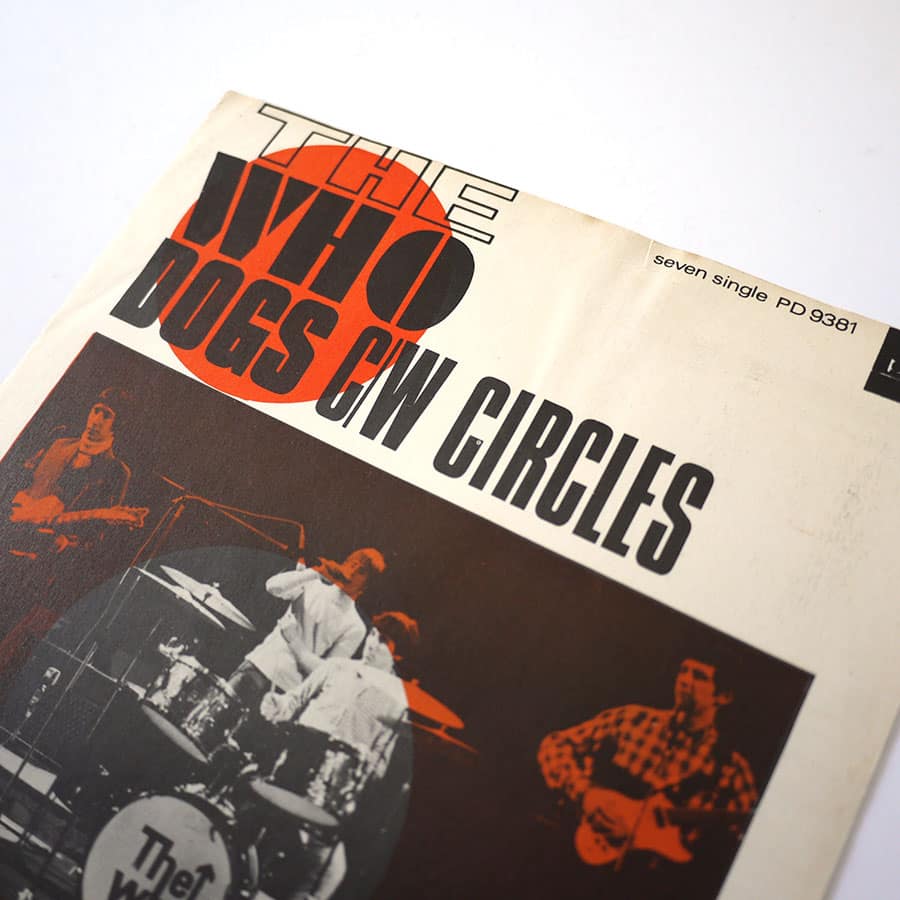 THE
WHO
DOGS C/W CIRCLES
seven single PD 9381
The